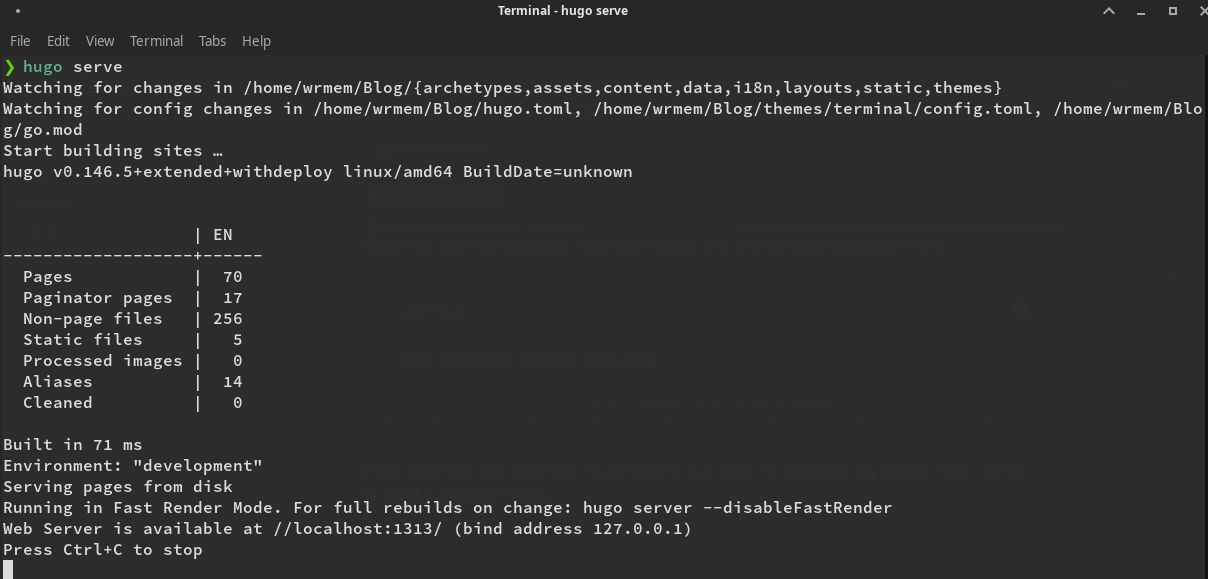 Terminal - hugo serve
File Edit View Terminal Tabs Help
❯ hugo serve
Watching for changes in /home/wrmem/Blog/{archetypes,assets,content,data,i18n,layouts,static,themes}
Watching for config changes in /home/wrmem/Blog/hugo.toml, /home/wrmem/Blog/themes/terminal/config.toml, /home/wrmem/Blo
g/go.mod
Start building sites …
hugo v0.146.5+extended+withdeploy linux/amd64 BuildDate=unknown
                   | EN
-------------------+------
  Pages            |  70
  Paginator pages  |  17
  Non-page files   | 256
  Static files     |   5
  Processed images |   0
  Aliases          |  14
  Cleaned          |   0
Built in 71 ms
Environment: "development"
Serving pages from disk
Running in Fast Render Mode. For full rebuilds on change: hugo server --disableFastRender
Web Server is available at //localhost:1313/ (bind address 127.0.0.1)
Press Ctrl+C to stop